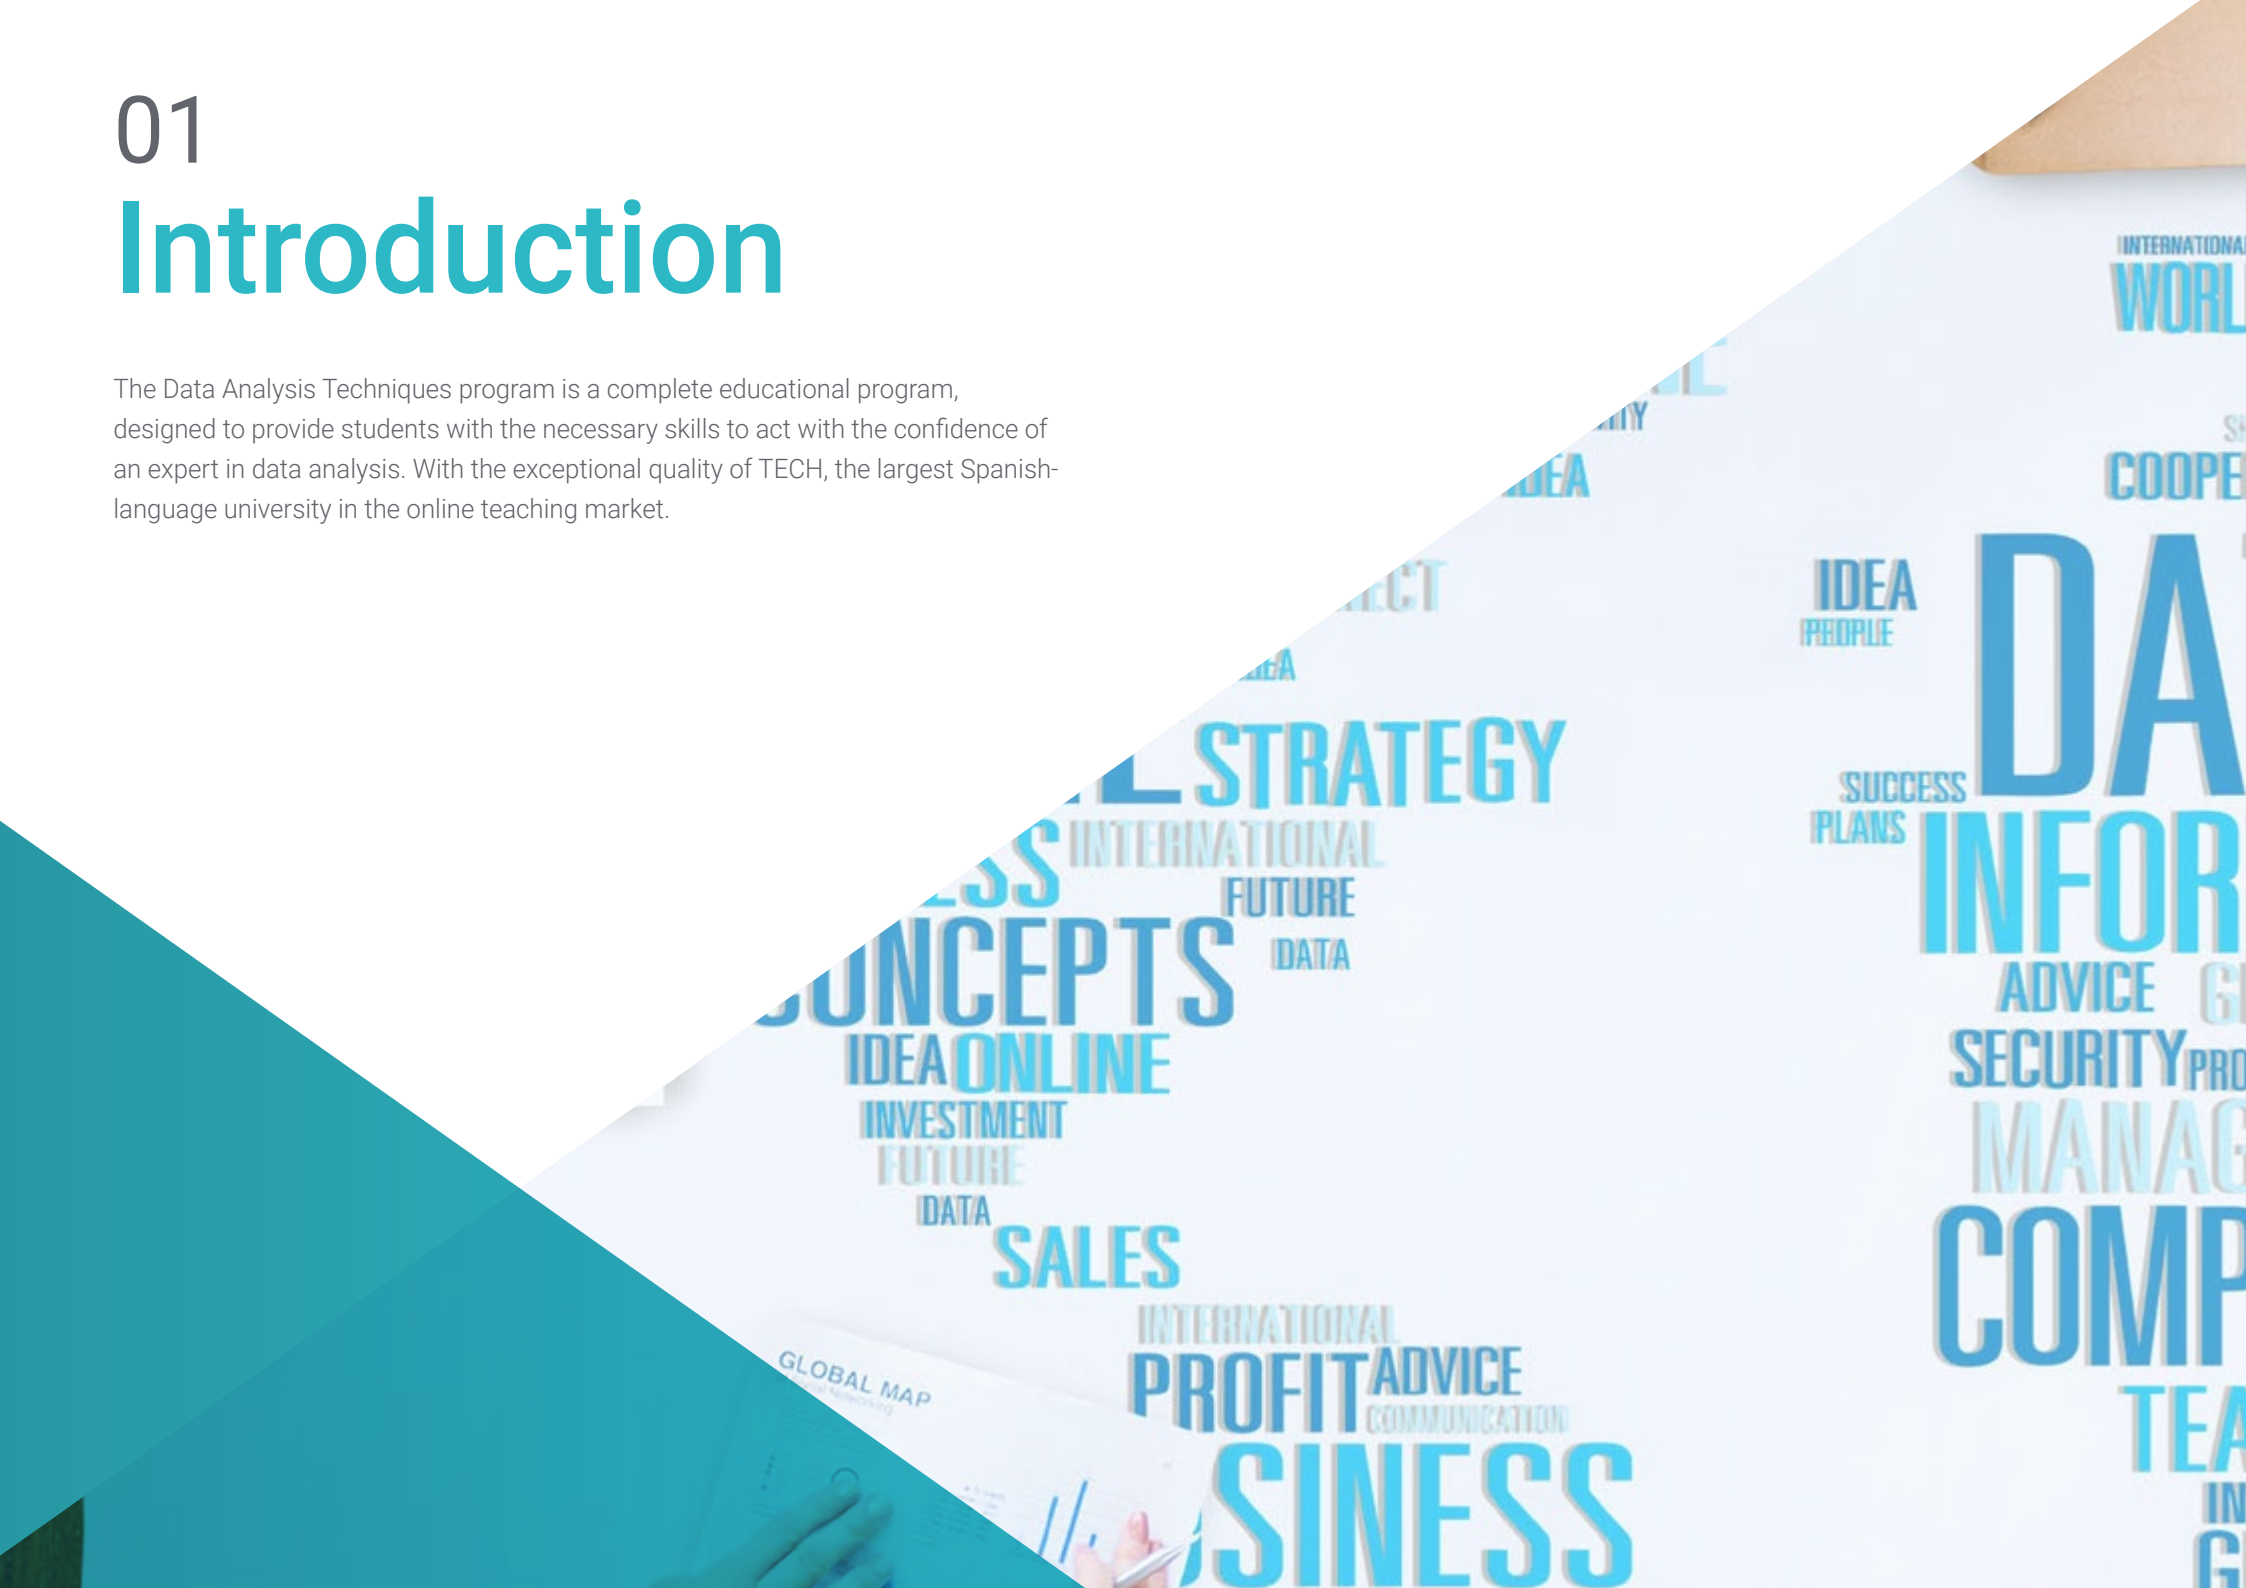 01
Introduction
The Data Analysis Techniques program is a complete educational program,
designed to provide students with the necessary skills to act with the confidence of
an expert in data analysis. With the exceptional quality of TECH, the largest Spanish-
language university in the online teaching market.
INTERNATIONAL
IDEA
PEOPLE
STRATEGY
SUCCESS
PLANS
INTERNATIONAL
FUTURE
DATA
IDEA ONLINE
ADVICE
SECURITY
INVESTMENT
FUTURE
DATA
SALES
INTERNATIONAL
PROFIT ADVICE
COMMUNICATION
GLOBAL MAP